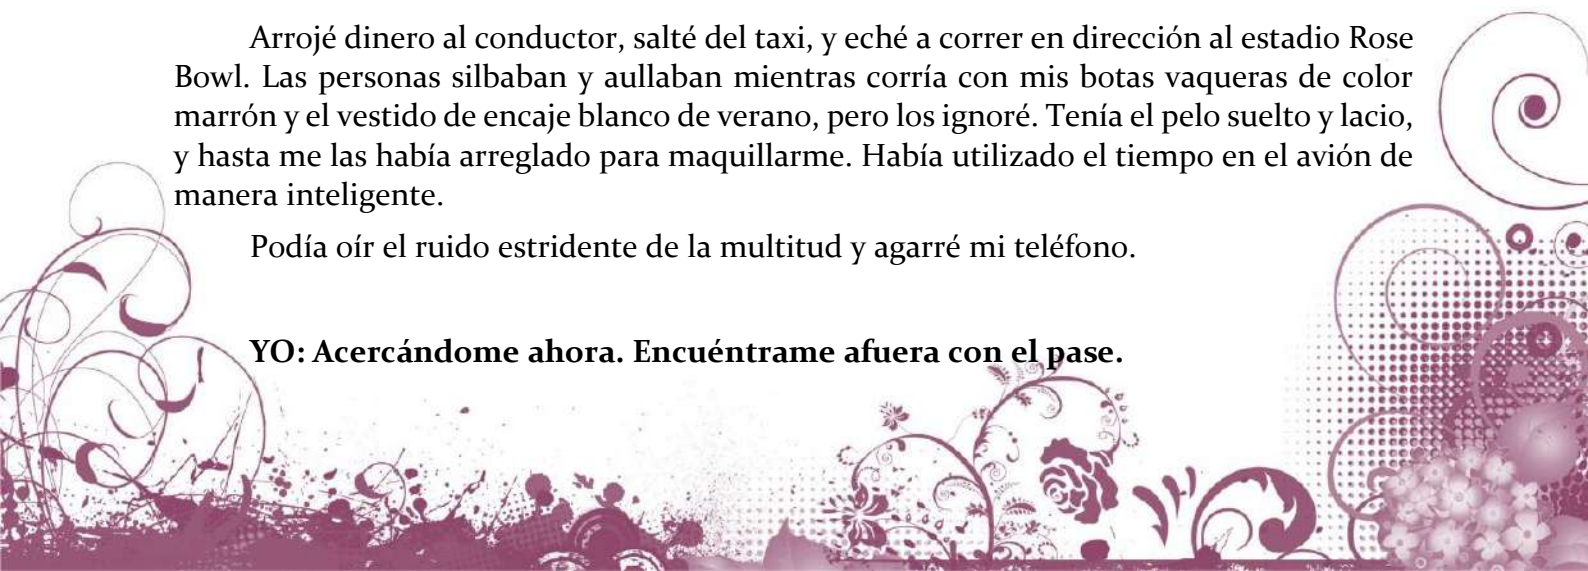 Arrojé dinero al conductor, salté del taxi, y eché a correr en dirección al estadio Rose
Bowl. Las personas silbaban y aullaban mientras corría con mis botas vaqueras de color
marrón y el vestido de encaje blanco de verano, pero los ignoré. Tenía el pelo suelto y lacio,
y hasta me las había arreglado para maquillarme. Había utilizado el tiempo en el avión de
manera inteligente.
Podía oír el ruido estridente de la multitud y agarré mi teléfono.
YO: Acercándome ahora. Encuéntrame afuera con el pase.